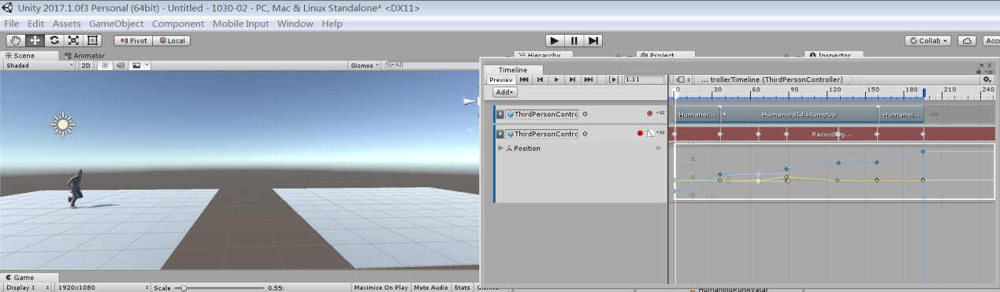 Unity 2017.1.0f3 Personal (64bit) - Untitled - 1030-02 - PC, Mac & Linux Standalone* <DX11>
File Edit Assets GameObject Component Mobile Input Window Help
Pivot Local Collab Acco
Scene Animator Hierarchy Project Inspector
Shaded 2D Gizmos All
Timeline
Preview 1.11 ... trollerTimeline (ThirdPersonController)
Add 0 30 60 90 120 150 180 210 240
ThirdPersonContro Humanoi... HumanoidIdleJumpUp Humanoi...
ThirdPersonContro Recording...
Position
5
0
-5
Game
Display 1 1920x1080 Scale 0.55: Maximize On Play Mute Audio Stats Gizmos
HumanoidRunAvatar